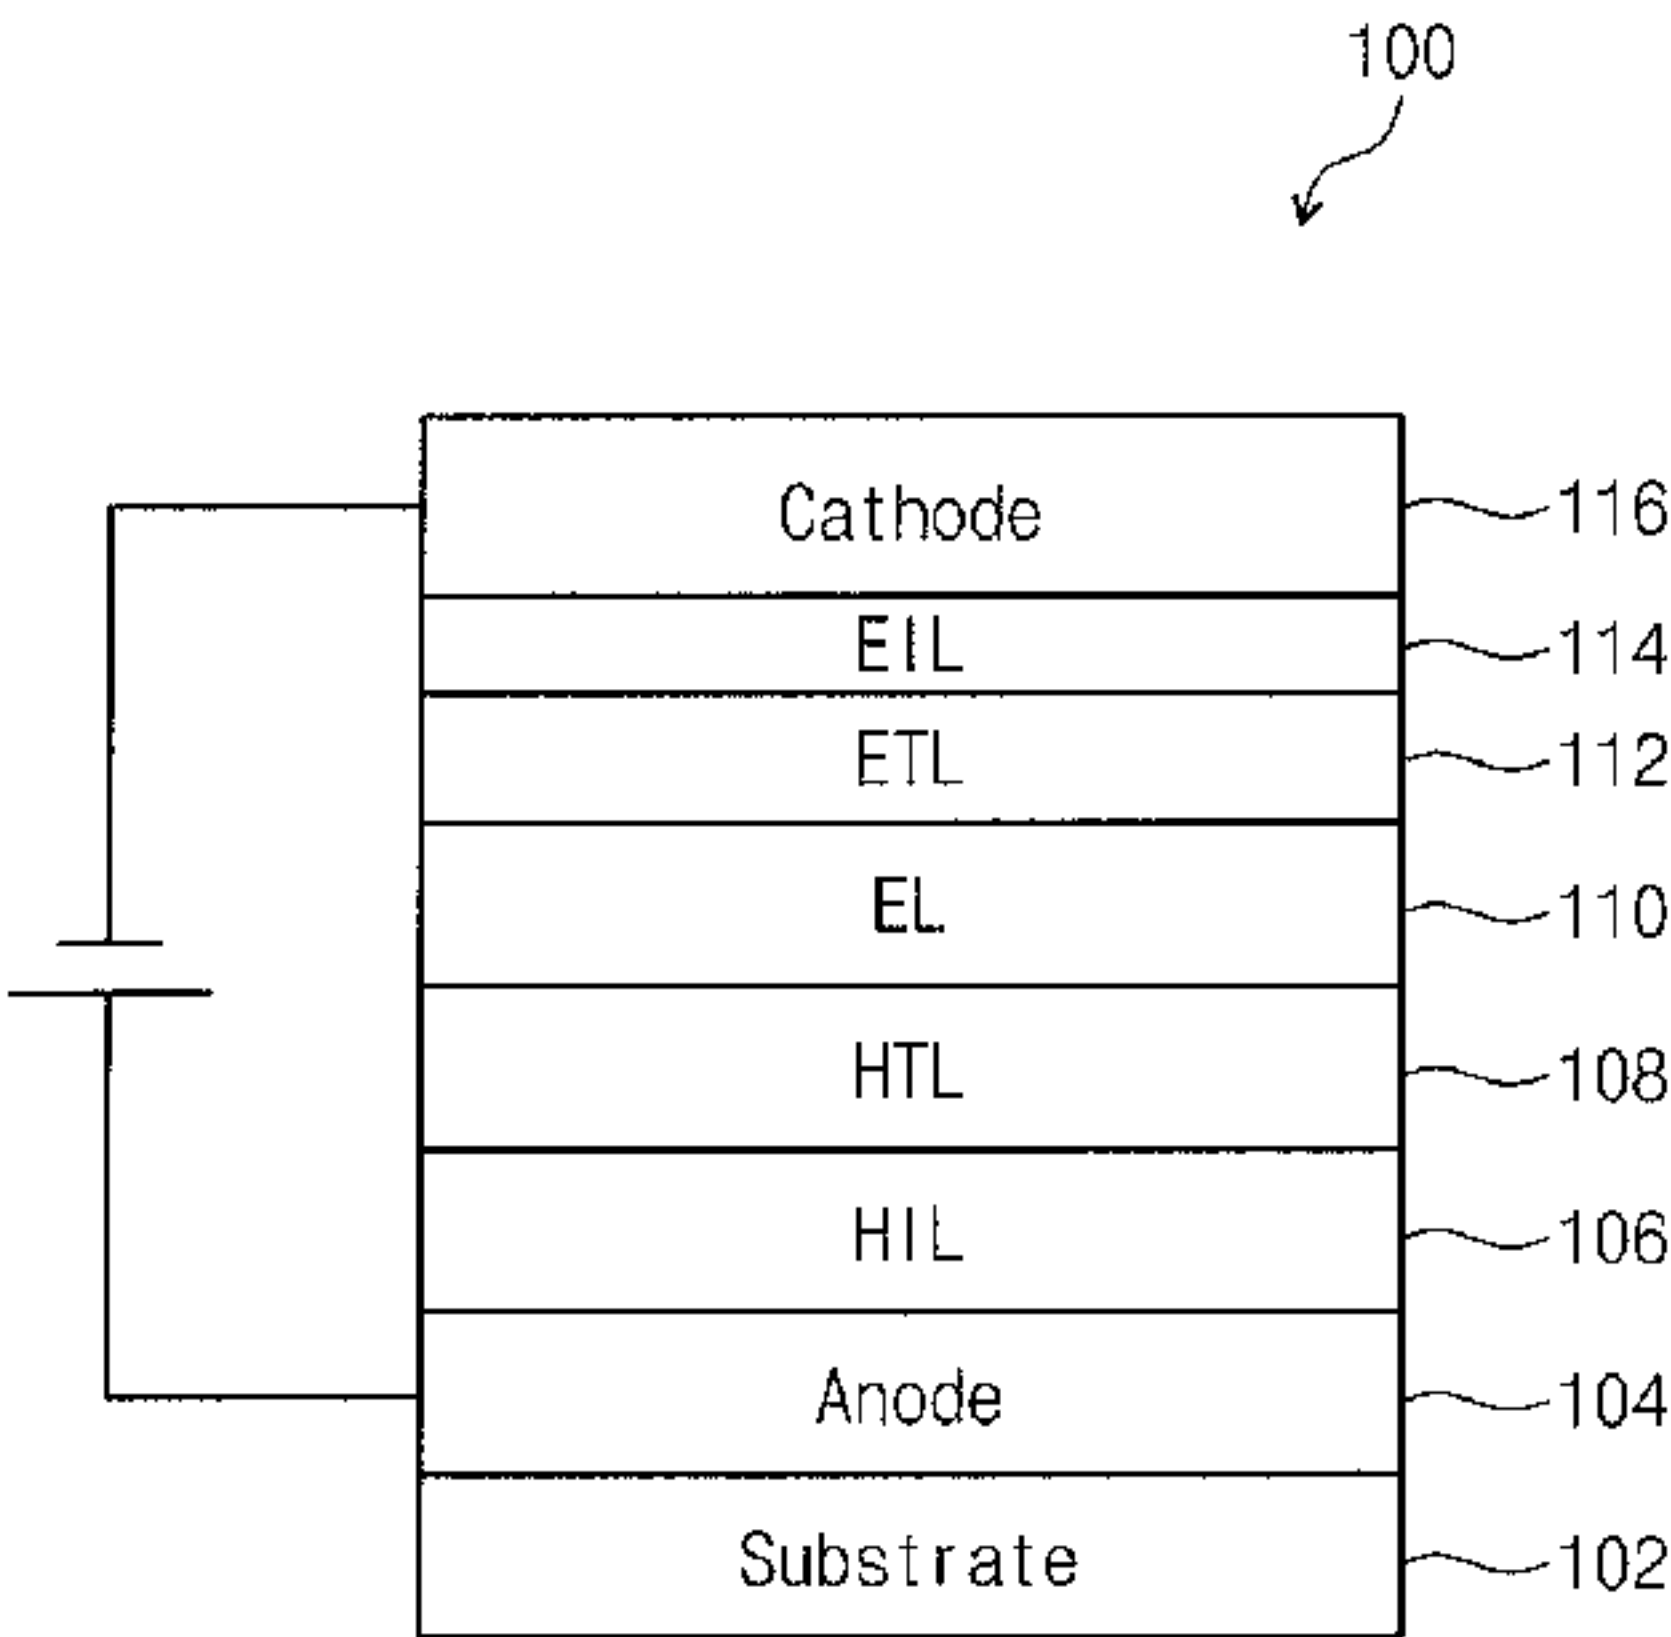 100
Cathode 116
EIL 114
ETL 112
EL 110
HTL 108
HIL 106
Anode 104
Substrate 102